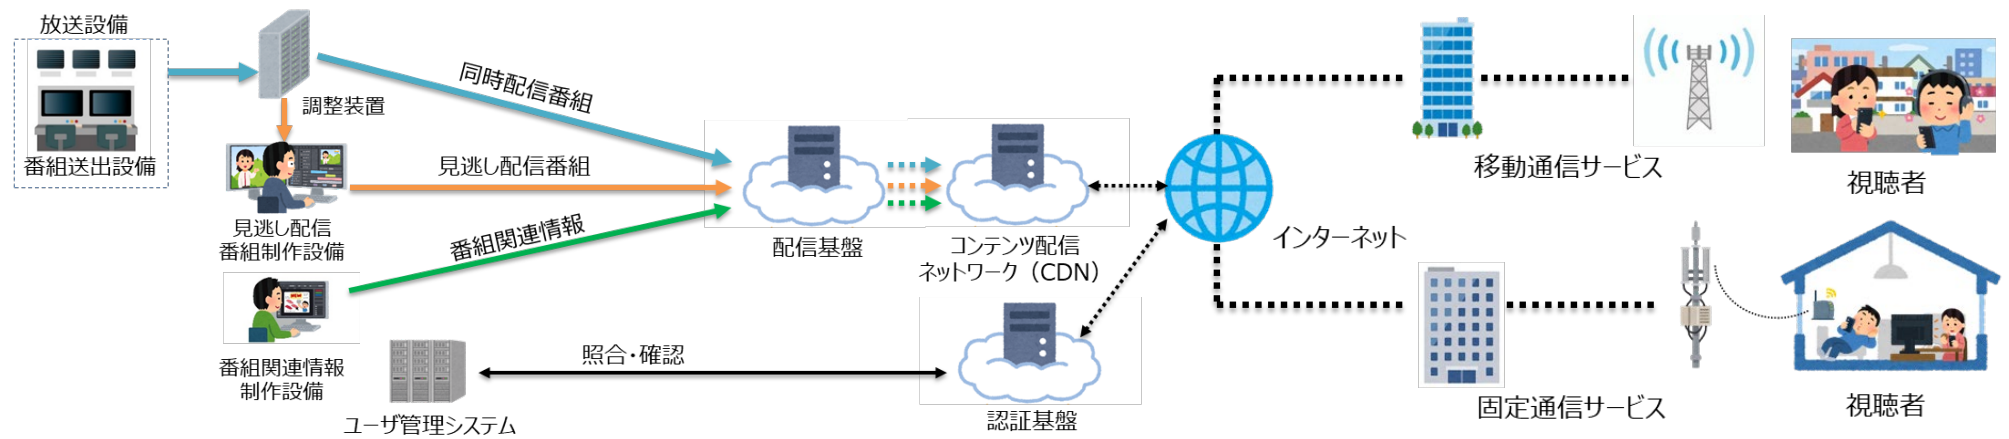 放送設備
番組送出設備
調整装置
見逃し配信
番組制作設備
番組関連情報
制作設備
ユーザ管理システム
同時配信番組
見逃し配信番組
番組関連情報
照合・確認
配信基盤
コンテンツ配信
ネットワーク（CDN）
認証基盤
インターネット
移動通信サービス
視聴者
固定通信サービス
視聴者